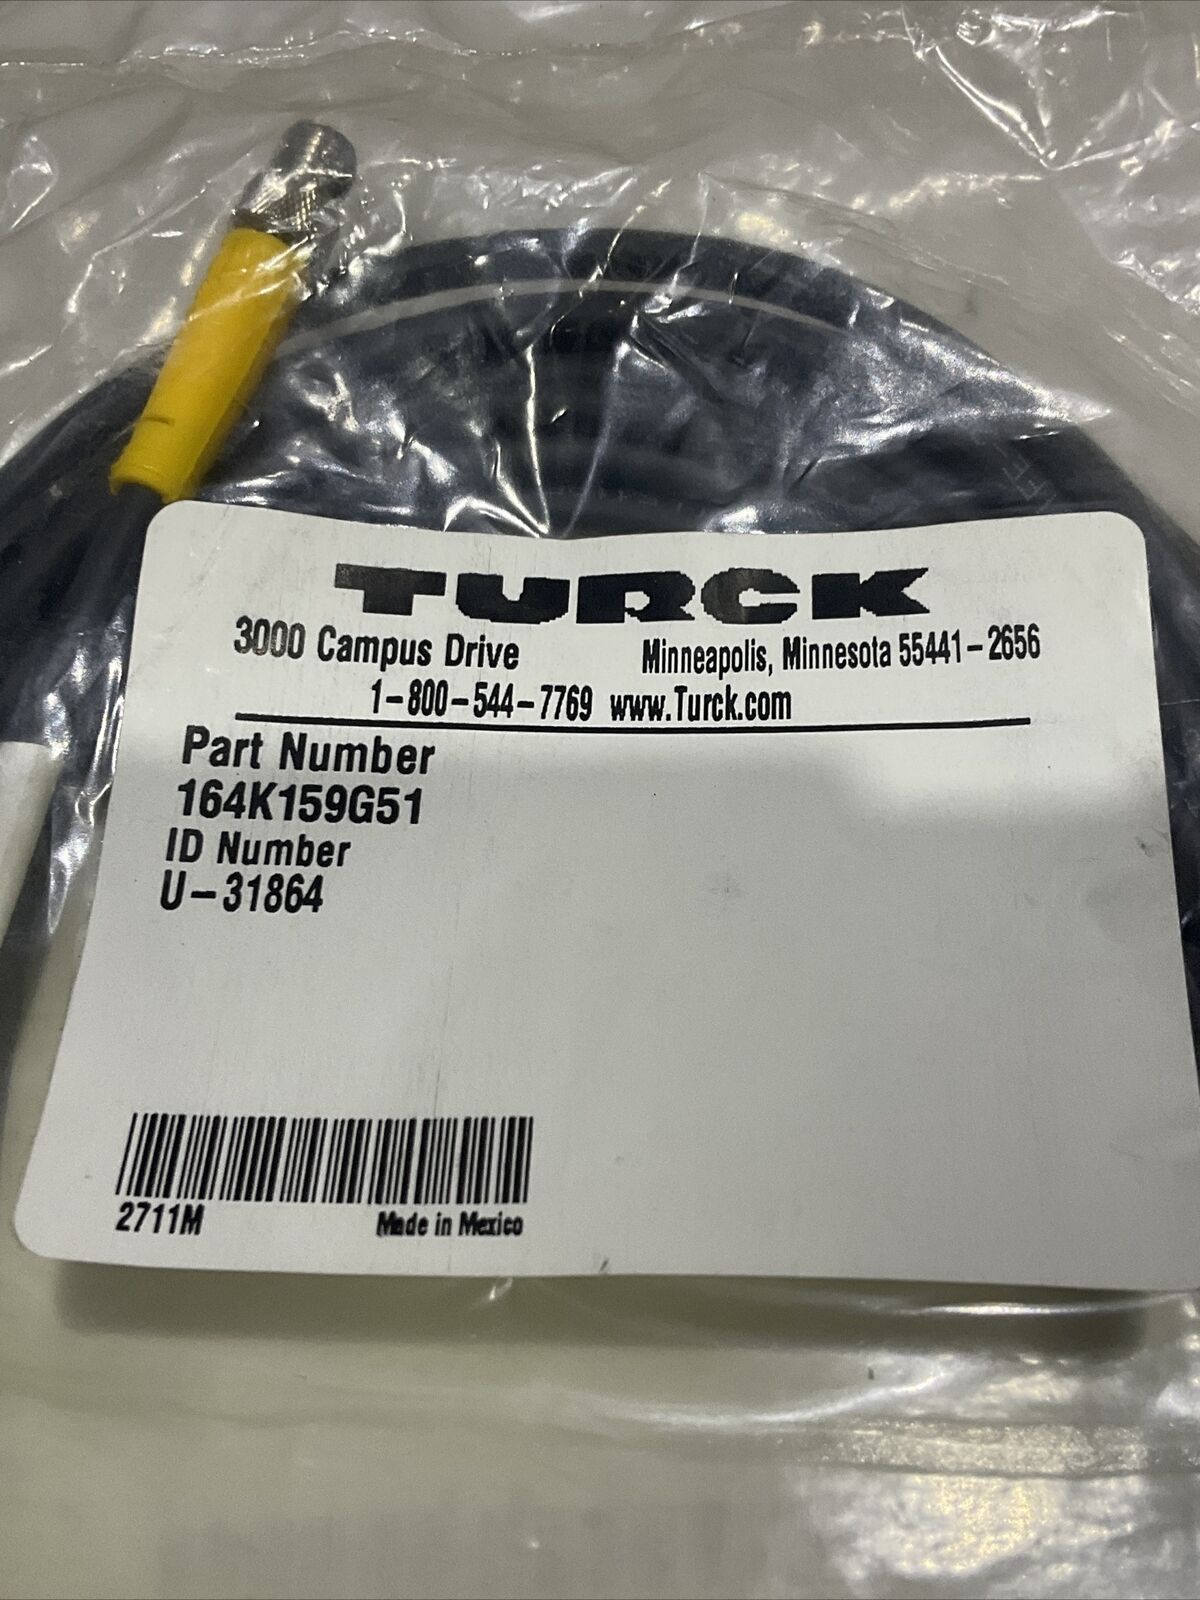 TURCK
3000 Campus Drive Minneapolis, Minnesota 55441-2656
1-800-544-7769 www.Turck.com
Part Number
164K159G51
ID Number
U-31864
2711M Made in Mexico